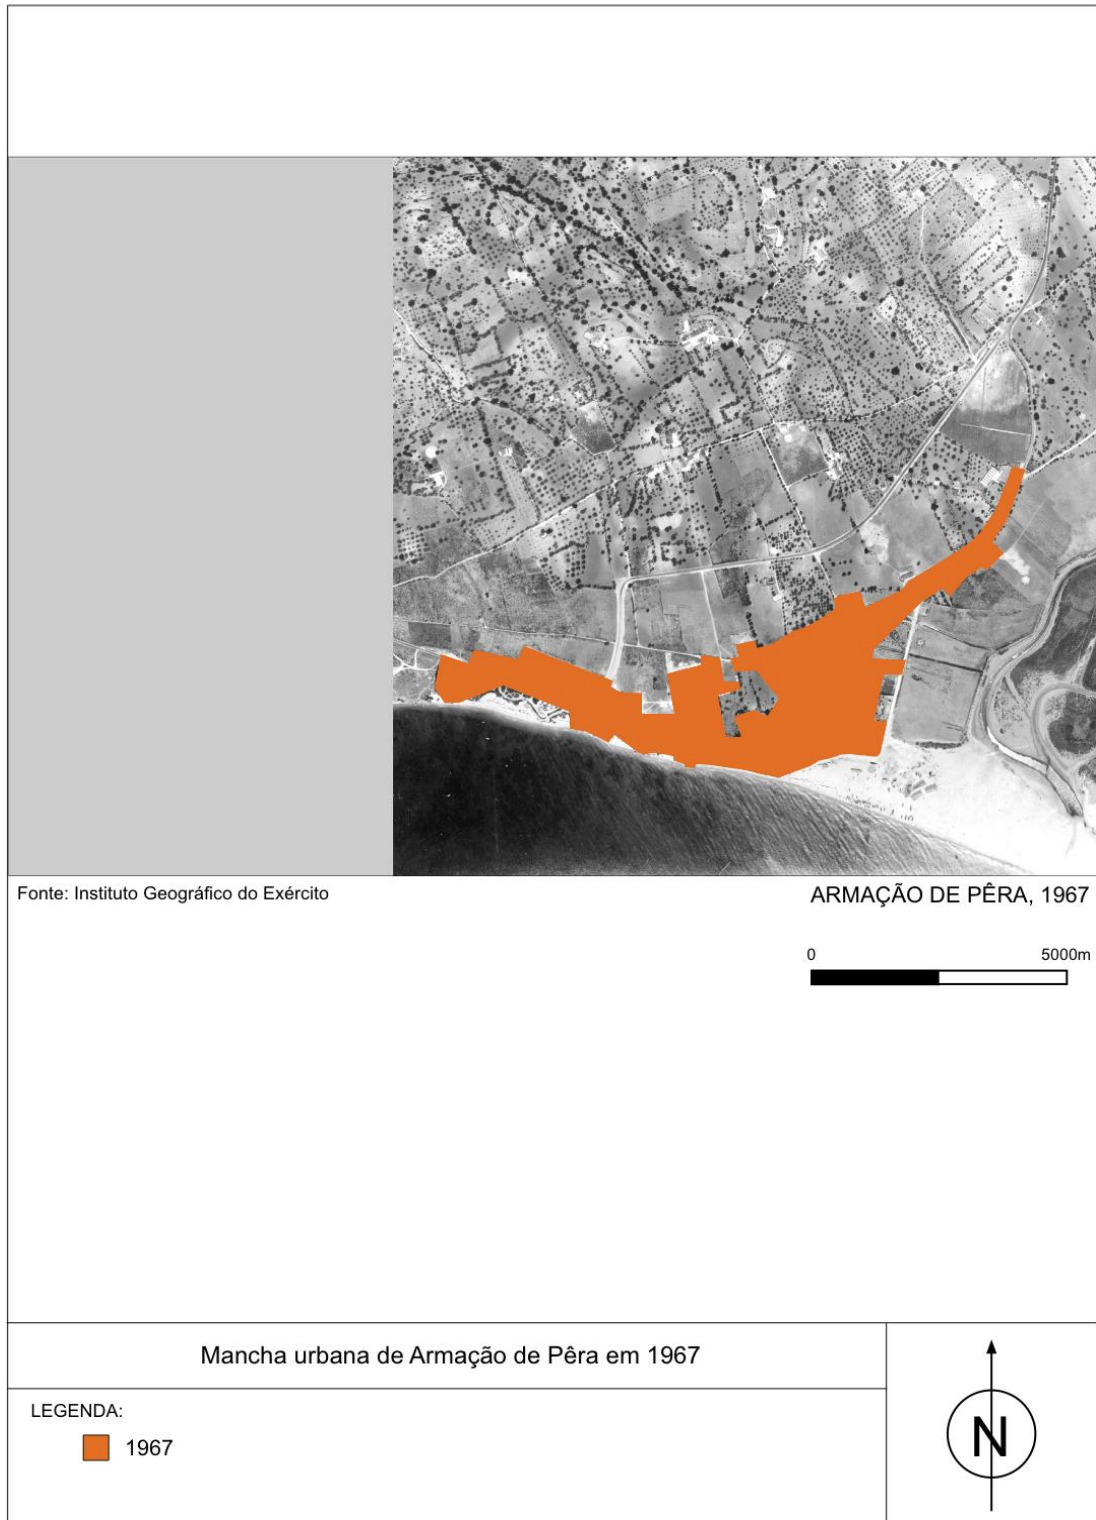 Fonte: Instituto Geográfico do Exército
ARMAÇÃO DE PÊRA, 1967
0 5000m
Mancha urbana de Armação de Pêra em 1967
LEGENDA:
1967
N